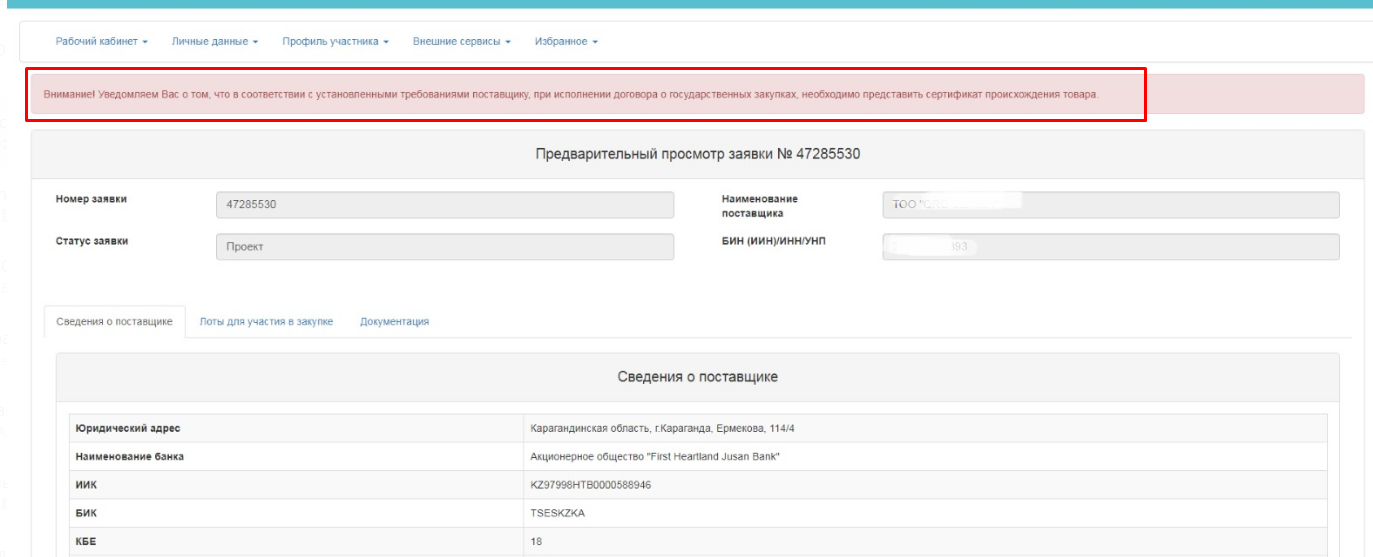 Рабочий кабинет Личные данные Профиль участника Внешние сервисы Избранное
Внимание! Уведомляем Вас о том, что в соответствии с установленными требованиями поставщику, при исполнении договора о государственных закупках, необходимо представить сертификат происхождения товара.
Предварительный просмотр заявки № 47285530
Номер заявки 47285530
Наименование поставщика ТОО
Статус заявки Проект
БИН (ИИН)/ИНН/УНП 393
Сведения о поставщике Лоты для участия в закупке Документация
Сведения о поставщике
Юридический адрес Карагандинская область, г.Караганда, Ермекова, 114/4
Наименование банка Акционерное общество "First Heartland Jusan Bank"
ИИК KZ97998HTB0000588946
БИК TSESKZKA
КБЕ 18